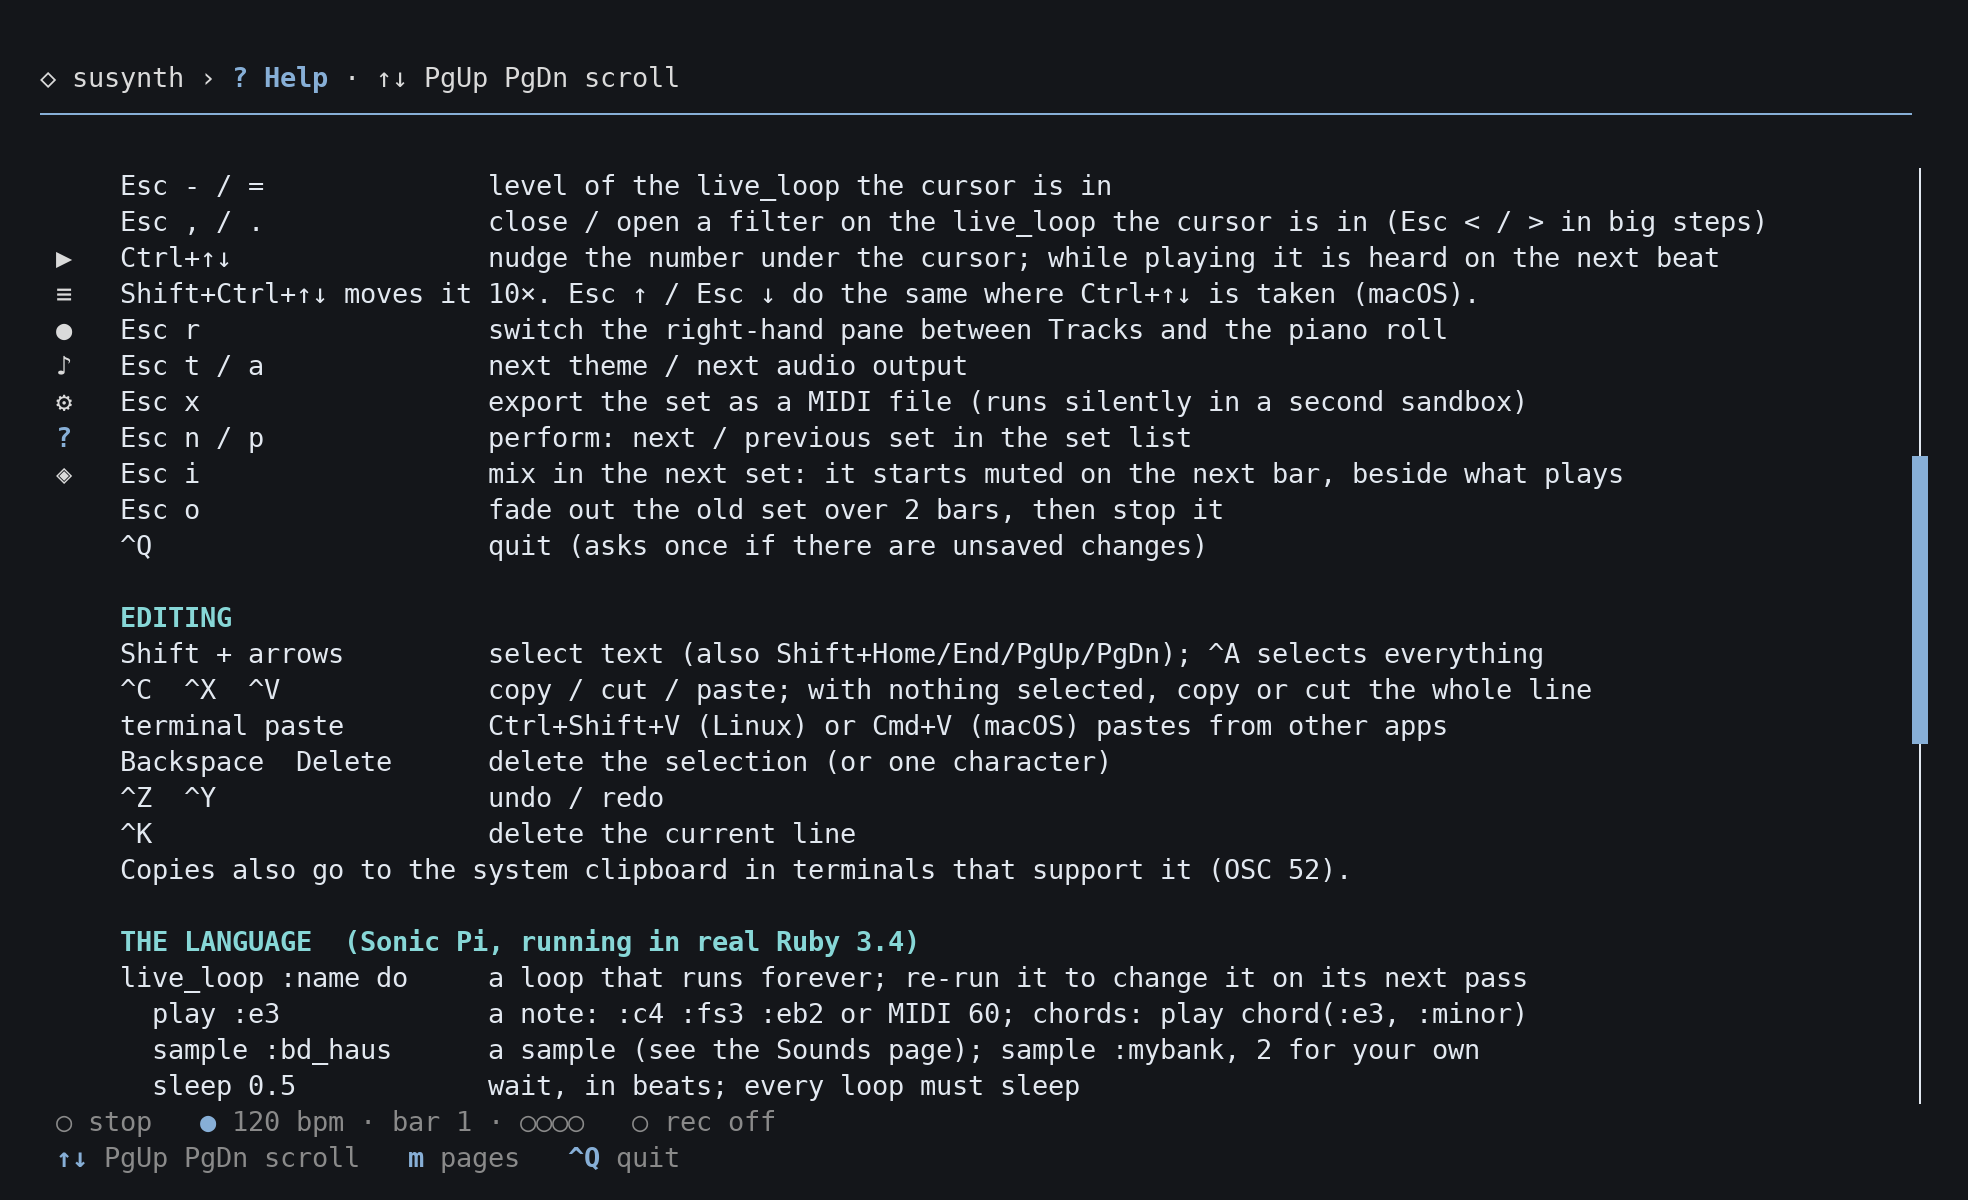 ◇ susynth › ? Help · ↑↓ PgUp PgDn scroll
Esc - / = level of the live_loop the cursor is in
Esc , / . close / open a filter on the live_loop the cursor is in (Esc < / > in big steps)
▶ Ctrl+↑↓ nudge the number under the cursor; while playing it is heard on the next beat
≡ Shift+Ctrl+↑↓ moves it 10×. Esc ↑ / Esc ↓ do the same where Ctrl+↑↓ is taken (macOS).
● Esc r switch the right-hand pane between Tracks and the piano roll
♪ Esc t / a next theme / next audio output
⚙ Esc x export the set as a MIDI file (runs silently in a second sandbox)
? Esc n / p perform: next / previous set in the set list
◈ Esc i mix in the next set: it starts muted on the next bar, beside what plays
Esc o fade out the old set over 2 bars, then stop it
^Q quit (asks once if there are unsaved changes)
EDITING
Shift + arrows select text (also Shift+Home/End/PgUp/PgDn); ^A selects everything
^C ^X ^V copy / cut / paste; with nothing selected, copy or cut the whole line
terminal paste Ctrl+Shift+V (Linux) or Cmd+V (macOS) pastes from other apps
Backspace Delete delete the selection (or one character)
^Z ^Y undo / redo
^K delete the current line
Copies also go to the system clipboard in terminals that support it (OSC 52).
THE LANGUAGE (Sonic Pi, running in real Ruby 3.4)
live_loop :name do a loop that runs forever; re-run it to change it on its next pass
play :e3 a note: :c4 :fs3 :eb2 or MIDI 60; chords: play chord(:e3, :minor)
sample :bd_haus a sample (see the Sounds page); sample :mybank, 2 for your own
sleep 0.5 wait, in beats; every loop must sleep
○ stop ● 120 bpm · bar 1 · ○○○○ ○ rec off
↑↓ PgUp PgDn scroll m pages ^Q quit